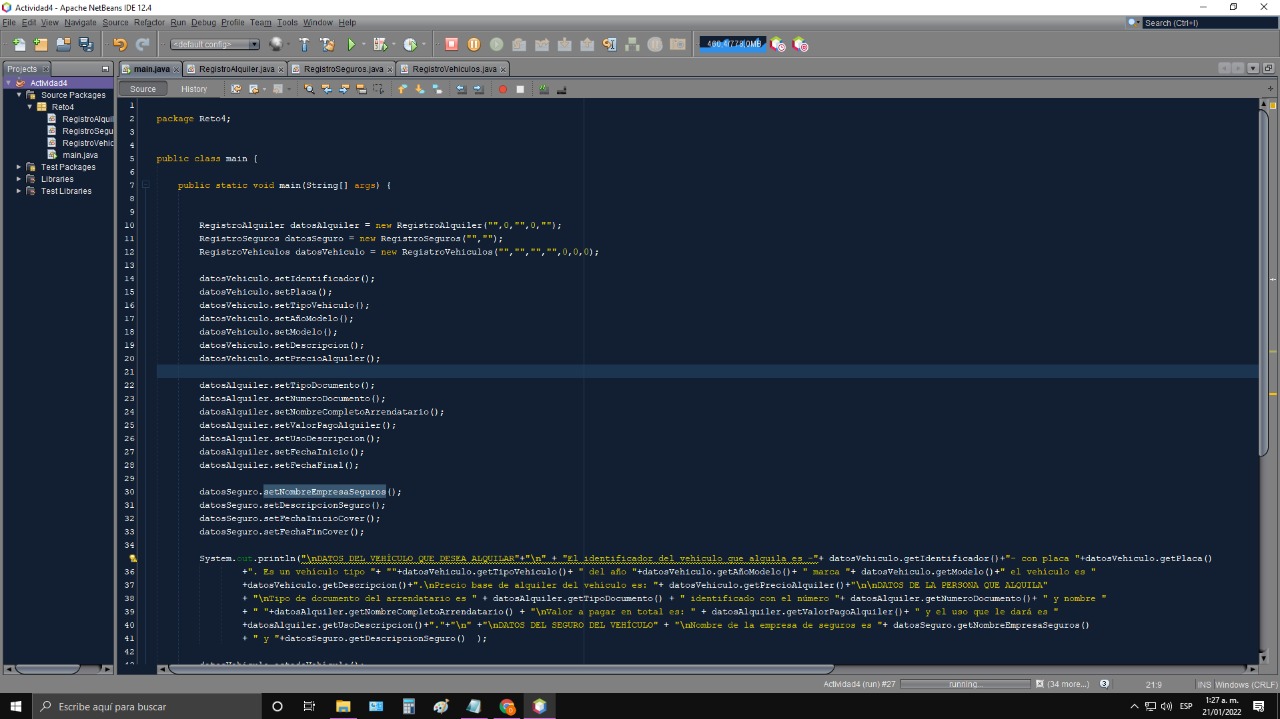 Actividad4 - Apache NetBeans IDE 12.4
File Edit View Navigate Source Refactor Run Debug Profile Team Tools Window Help
Search (Ctrl+I)
<default config>
Projects
main.java
RegistroAlquiler.java
RegistroSeguros.java
RegistroVehiculos.java
Actividad4
Source Packages
Reto4
RegistroAlqui
RegistroSegu
RegistroVehic
main.java
Test Packages
Libraries
Test Libraries
Source
History
1
2 package Reto4;
3
4
5 public class main {
6
7 public static void main(String[] args) {
8
9
10 RegistroAlquiler datosAlquiler = new RegistroAlquiler("",0,"",0,"");
11 RegistroSeguros datosSeguro = new RegistroSeguros("","");
12 RegistroVehiculos datosVehiculo = new RegistroVehiculos("","","","",0,0,0);
13
14 datosVehiculo.setIdentificador();
15 datosVehiculo.setPlaca();
16 datosVehiculo.setTipoVehiculo();
17 datosVehiculo.setAñoModelo();
18 datosVehiculo.setModelo();
19 datosVehiculo.setDescripcion();
20 datosVehiculo.setPrecioAlquiler();
21
22 datosAlquiler.setTipoDocumento();
23 datosAlquiler.setNumeroDocumento();
24 datosAlquiler.setNombreCompletoArrendatario();
25 datosAlquiler.setValorPagoAlquiler();
26 datosAlquiler.setUsoDescripcion();
27 datosAlquiler.setFechaInicio();
28 datosAlquiler.setFechaFinal();
29
30 datosSeguro.setNombreEmpresaSeguros();
31 datosSeguro.setDescripcionSeguro();
32 datosSeguro.setFechaInicioCover();
33 datosSeguro.setFechaFinCover();
34
System.out.println("\nDATOS DEL VEHÍCULO QUE DESEA ALQUILAR"+"\n" + "El identificador del vehiculo que alquila es -"+ datosVehiculo.getIdentificador()+"- con placa "+datosVehiculo.getPlaca()
36 +". Es un vehiculo tipo "+ ""+datosVehiculo.getTipoVehiculo()+ " del año "+datosVehiculo.getAñoModelo()+ " marca "+ datosVehiculo.getModelo()+" el vehiculo es "
37 +datosVehiculo.getDescripcion()+",\nPrecio base de alquiler del vehiculo es: "+ datosVehiculo.getPrecioAlquiler()+"\n\nDATOS DE LA PERSONA QUE ALQUILA"
38 + "\nTipo de documento del arrendatario es " + datosAlquiler.getTipoDocumento() + " identificado con el número "+ datosAlquiler.getNumeroDocumento() + " y nombre "
39 + " "+datosAlquiler.getNombreCompletoArrendatario() + "\nValor a pagar en total es: " + datosAlquiler.getValorPagoAlquiler()+ " y el uso que le dará es "
40 +datosAlquiler.getUsoDescripcion()+"."+"\n" +"\nDATOS DEL SEGURO DEL VEHÍCULO" + "\nNombre de la empresa de seguros es "+ datosSeguro.getNombreEmpresaSeguros()
41 + " y "+datosSeguro.getDescripcionSeguro() );
42
Actividad4 (run) #27
running...
(34 more...)
21:9
INS
Windows (CRLF)
Escribe aquí para buscar
ESP
1:27 a. m.
21/01/2022